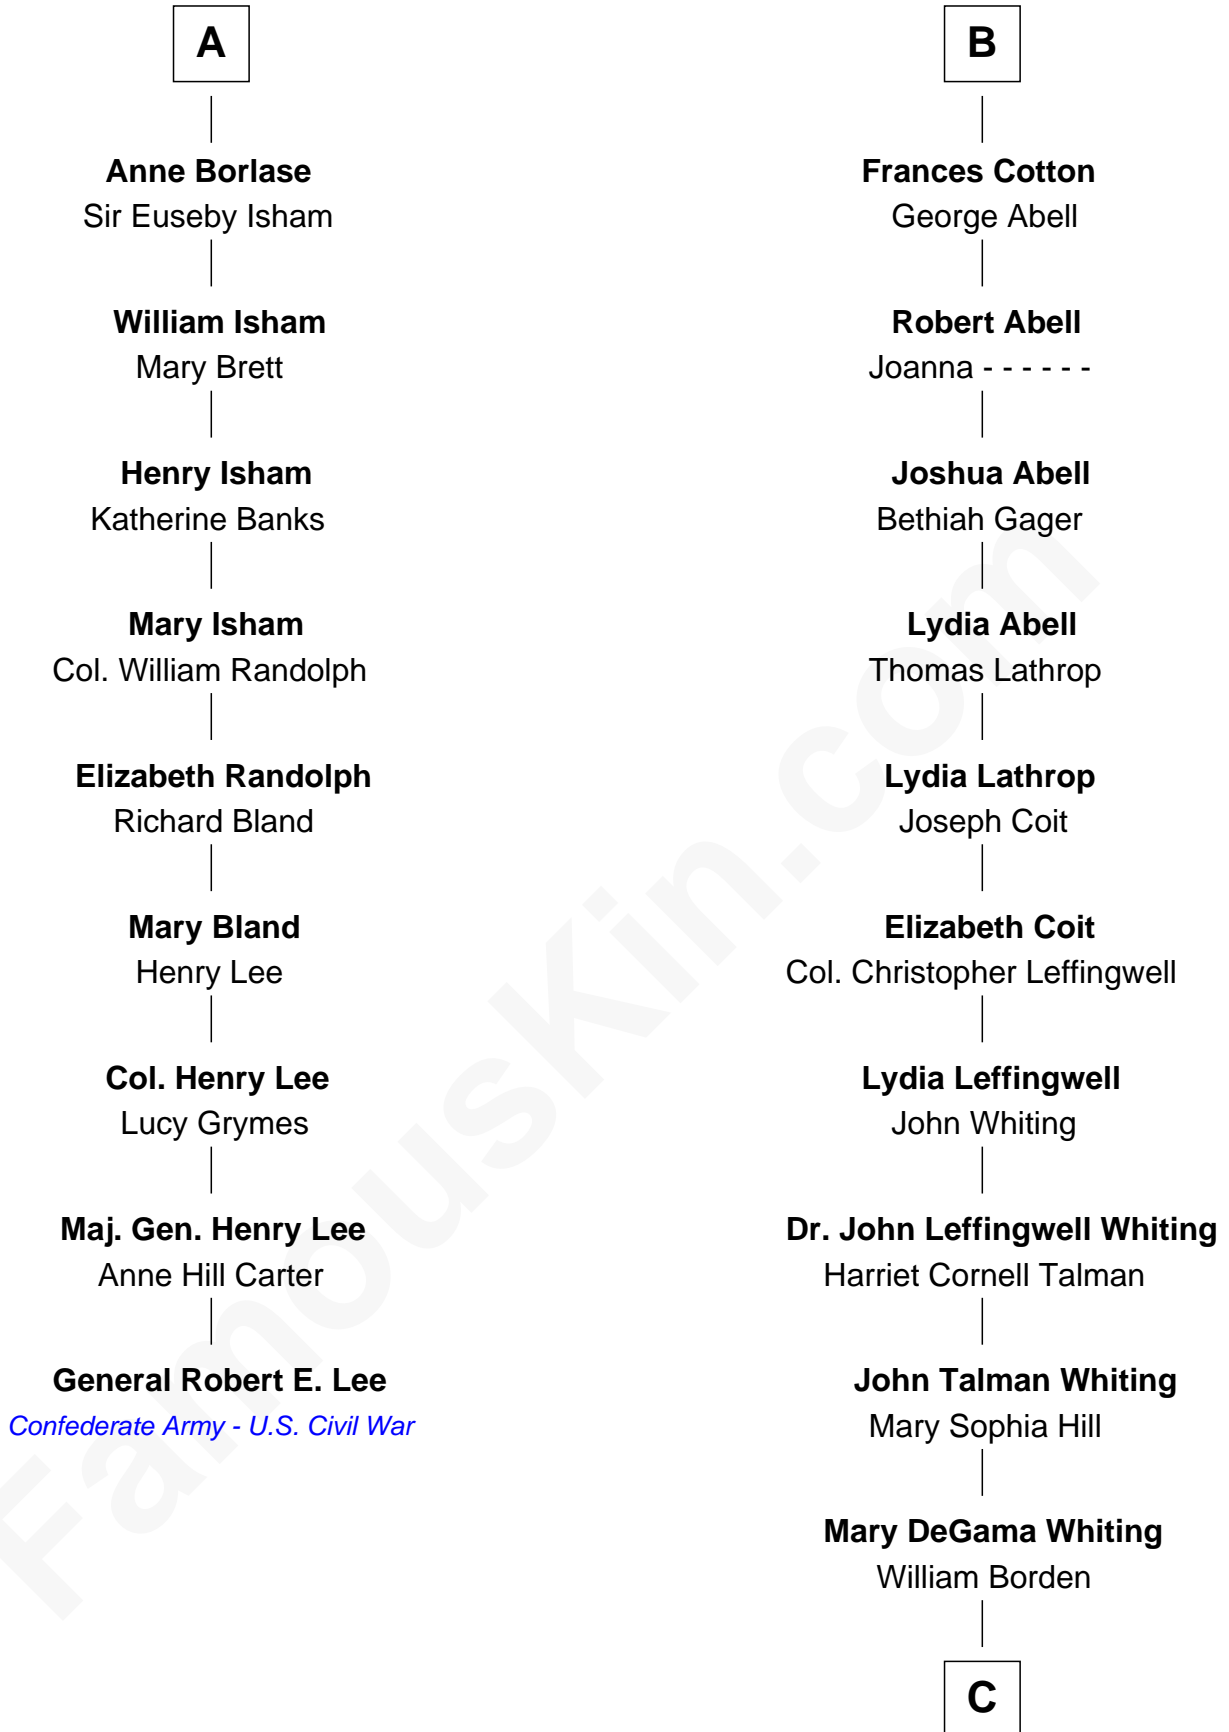 A
Anne Borlase
Sir Euseby Isham
William Isham
Mary Brett
Henry Isham
Katherine Banks
Mary Isham
Col. William Randolph
Elizabeth Randolph
Richard Bland
Mary Bland
Henry Lee
Col. Henry Lee
Lucy Grymes
Maj. Gen. Henry Lee
Anne Hill Carter
General Robert E. Lee
Confederate Army - U.S. Civil War
B
Frances Cotton
George Abell
Robert Abell
Joanna - - - - - -
Joshua Abell
Bethiah Gager
Lydia Abell
Thomas Lathrop
Lydia Lathrop
Joseph Coit
Elizabeth Coit
Col. Christopher Leffingwell
Lydia Leffingwell
John Whiting
Dr. John Leffingwell Whiting
Harriet Cornell Talman
John Talman Whiting
Mary Sophia Hill
Mary DeGama Whiting
William Borden
C
FamousKin.com